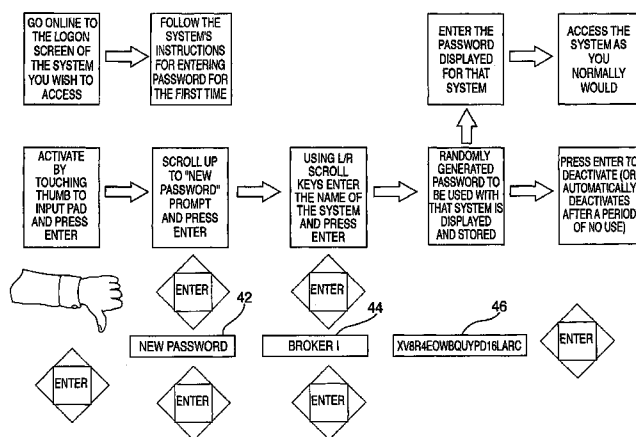 GO ONLINE TO
THE LOGON
SCREEN OF
THE SYSTEM
YOU WISH TO
ACCESS
FOLLOW THE
SYSTEM'S
INSTRUCTIONS
FOR ENTERING
PASSWORD FOR
THE FIRST TIME
ENTER THE
PASSWORD
DISPLAYED
FOR THAT
SYSTEM
ACCESS
THE SYSTEM AS
YOU
NORMALLY
WOULD
ACTIVATE
BY
TOUCHING
THUMB TO
INPUT PAD
AND PRESS
ENTER
SCROLL UP
TO "NEW
PASSWORD"
PROMPT
AND PRESS
ENTER
USING L/R
SCROLL
KEYS ENTER
THE NAME OF
THE SYSTEM
AND PRESS
ENTER
RANDOMLY
GENERATED
PASSWORD TO
BE USED WITH
THAT SYSTEM IS
DISPLAYED
AND STORED
PRESS ENTER TO
DEACTIVATE (OR
AUTOMATICALLY
DEACTIVATES
AFTER A PERIOD
OF NO USE)
ENTER
ENTER
42
44
46
NEW PASSWORD
BROKER I
XV8R4EOWBQUYPD16LARC
ENTER
ENTER
ENTER
ENTER